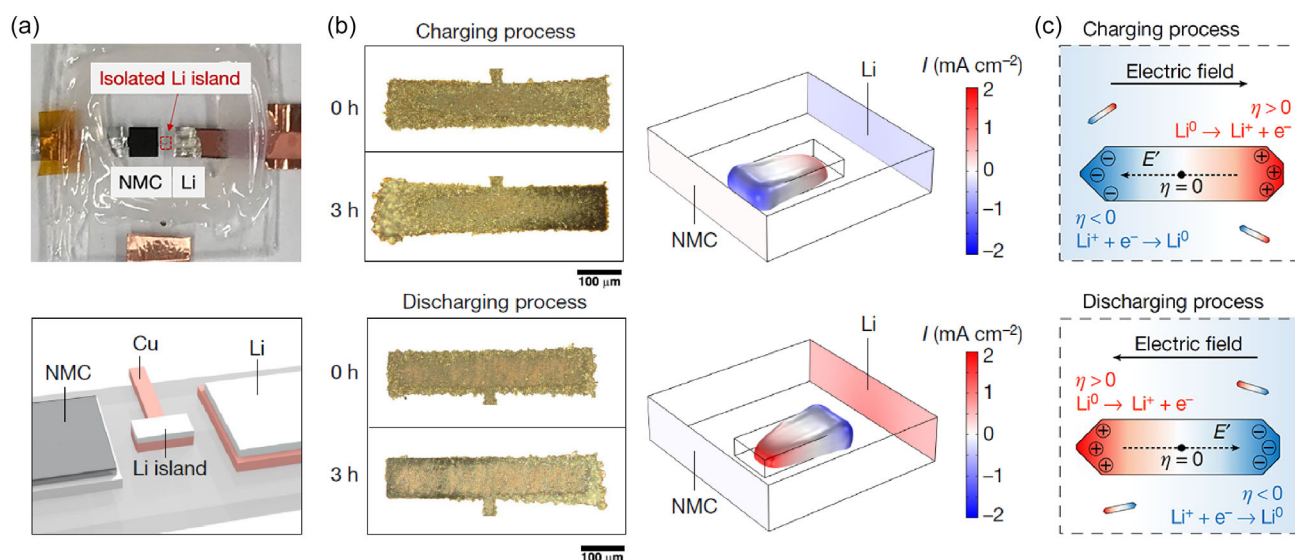 (a)
Isolated Li island
NMC
Li
NMC
Cu
Li
Li island
(b)
Charging process
0 h
3 h
100 μm
Li
NMC
I (mA cm⁻²)
2
1
0
−1
−2
Discharging process
0 h
3 h
100 μm
Li
NMC
I (mA cm⁻²)
2
1
0
−1
−2
(c)
Charging process
Electric field
η > 0
Li⁰ → Li⁺ + e⁻
E′
η = 0
η < 0
Li⁺ + e⁻ → Li⁰
Discharging process
Electric field
η > 0
Li⁰ → Li⁺ + e⁻
E′
η = 0
η < 0
Li⁺ + e⁻ → Li⁰